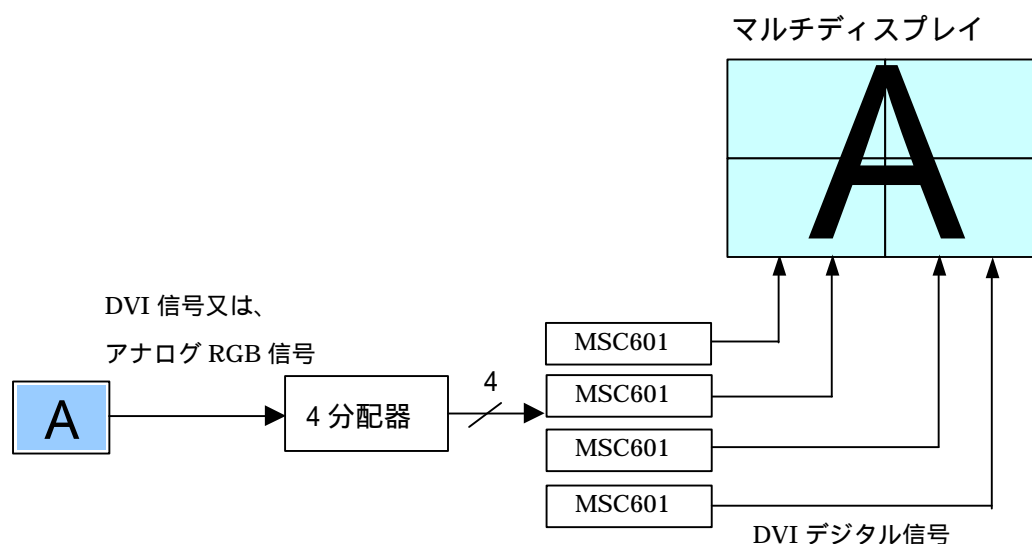 マルチディスプレイ
A
DVI 信号又は、
アナログ RGB 信号
A
4 分配器
4
MSC601
MSC601
MSC601
MSC601
DVI デジタル信号